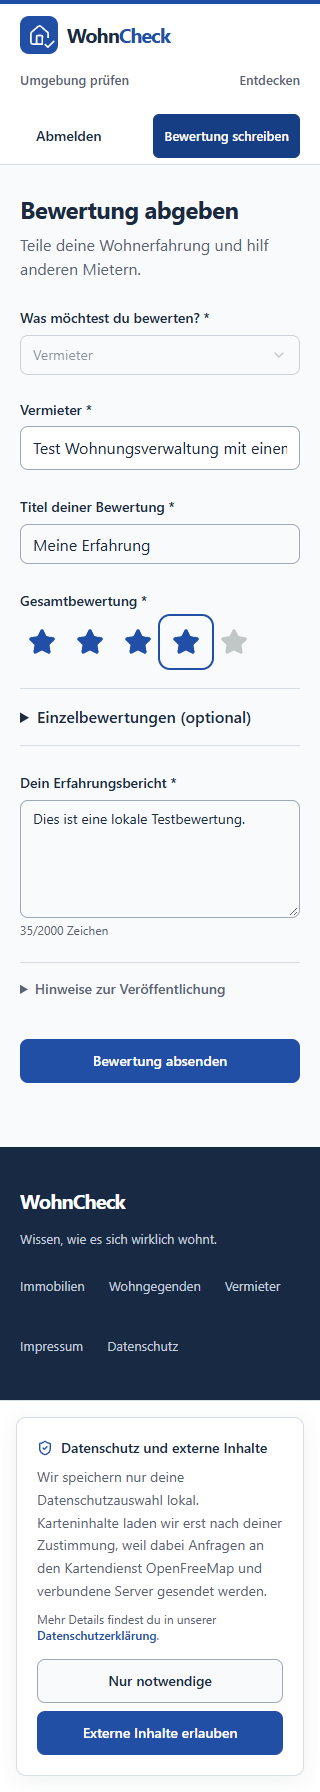 WohnCheck
Umgebung prüfen
Entdecken
Abmelden
Bewertung schreiben
Bewertung abgeben
Teile deine Wohnerfahrung und hilf
anderen Mietern.
Was möchtest du bewerten? *
Vermieter
Vermieter *
Test Wohnungsverwaltung mit einer
Titel deiner Bewertung *
Meine Erfahrung
Gesamtbewertung *
Einzelbewertungen (optional)
Dein Erfahrungsbericht *
Dies ist eine lokale Testbewertung.
35/2000 Zeichen
Hinweise zur Veröffentlichung
Bewertung absenden
WohnCheck
Wissen, wie es sich wirklich wohnt.
Immobilien
Wohngegenden
Vermieter
Impressum
Datenschutz
Datenschutz und externe Inhalte
Wir speichern nur deine
Datenschutzauswahl lokal.
Karteninhalte laden wir erst nach deiner
Zustimmung, weil dabei Anfragen an
den Kartendienst OpenFreeMap und
verbundene Server gesendet werden.
Mehr Details findest du in unserer
Datenschutzerklärung.
Nur notwendige
Externe Inhalte erlauben